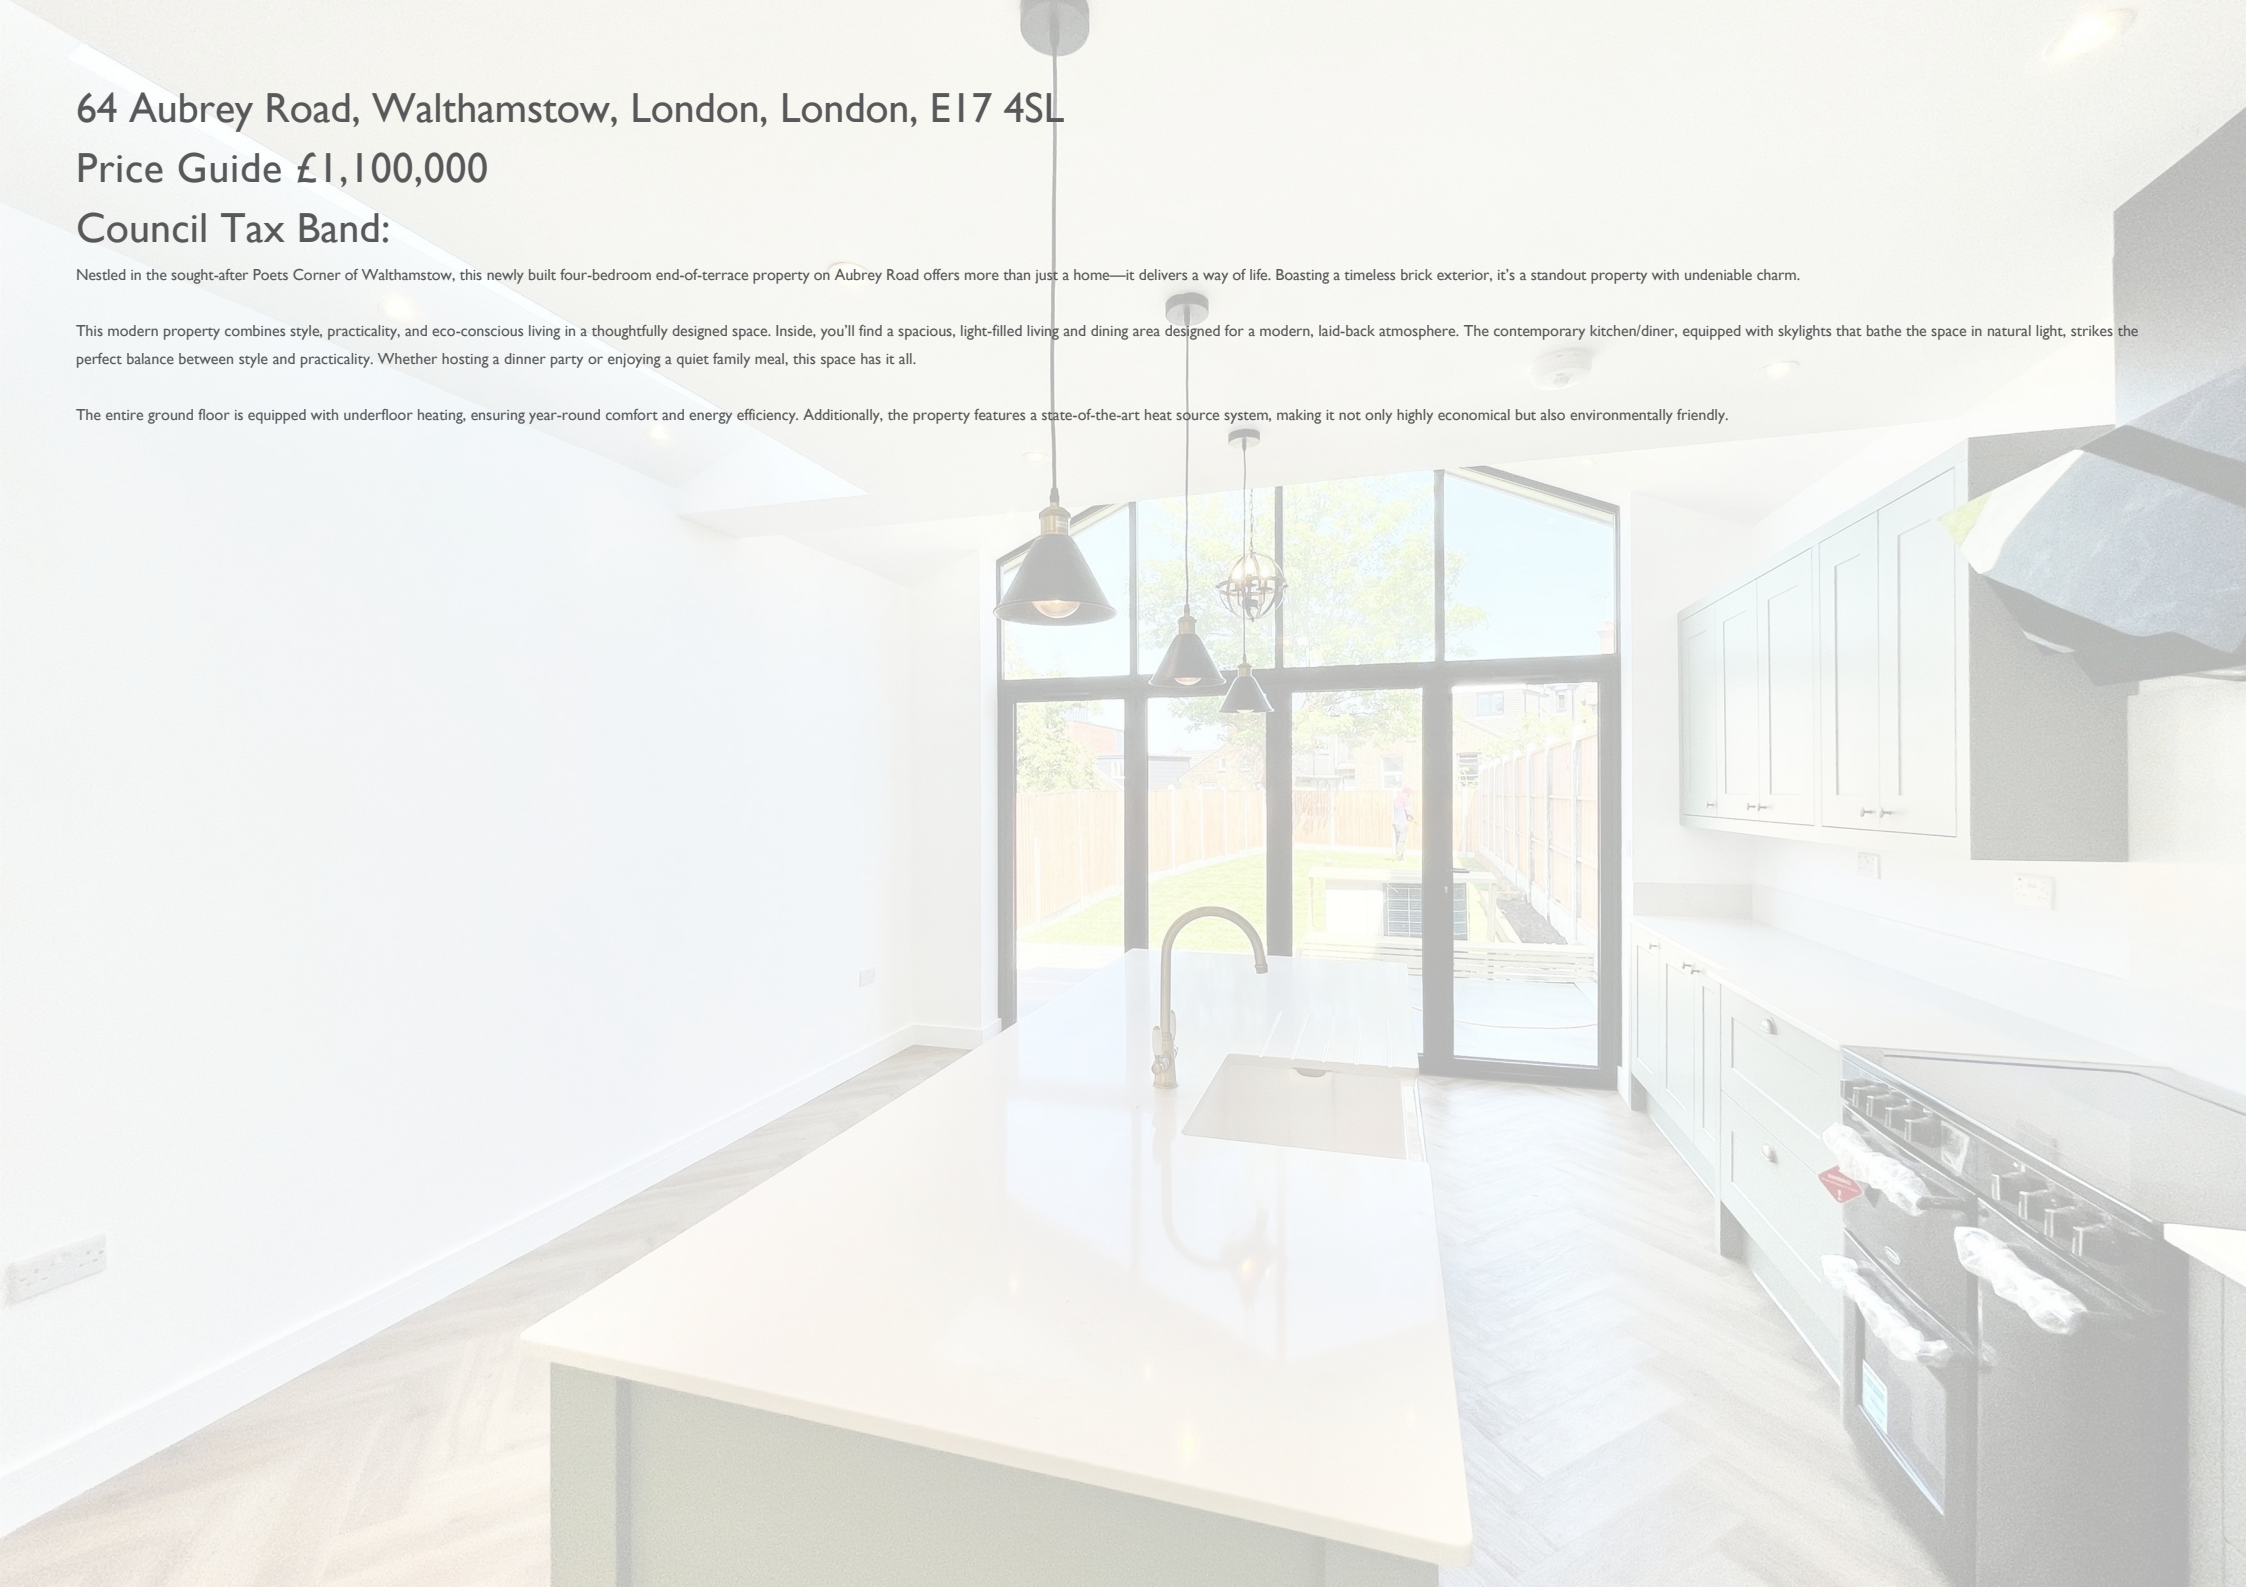 64 Aubrey Road, Walthamstow, London, London, E17 4SL
Price Guide £1,100,000
Council Tax Band:
Nestled in the sought-after Poets Corner of Walthamstow, this newly built four-bedroom end-of-terrace property on Aubrey Road offers more than just a home—it delivers a way of life. Boasting a timeless brick exterior, it’s a standout property with undeniable charm.
This modern property combines style, practicality, and eco-conscious living in a thoughtfully designed space. Inside, you’ll find a spacious, light-filled living and dining area designed for a modern, laid-back atmosphere. The contemporary kitchen/diner, equipped with skylights that bathe the space in natural light, strikes the
perfect balance between style and practicality. Whether hosting a dinner party or enjoying a quiet family meal, this space has it all.
The entire ground floor is equipped with underfloor heating, ensuring year-round comfort and energy efficiency. Additionally, the property features a state-of-the-art heat source system, making it not only highly economical but also environmentally friendly.